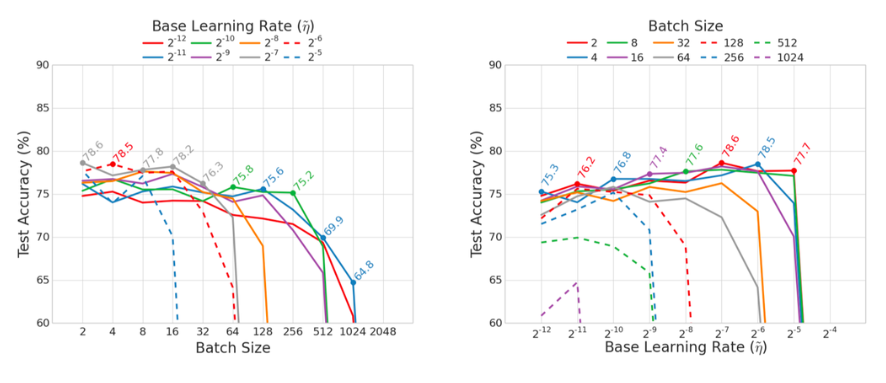 Base Learning Rate (η̃)
2⁻¹² 2⁻¹⁰ 2⁻⁸ 2⁻⁶
2⁻¹¹ 2⁻⁹ 2⁻⁷ 2⁻⁵
90
85
80
75
70
65
60
Test Accuracy (%)
78.6
78.5
77.8
78.2
76.3
75.8
75.6
75.2
69.9
64.8
2 4 8 16 32 64 128 256 512 1024 2048
Batch Size
Batch Size
2 8 32 128 512
4 16 64 256 1024
90
85
80
75
70
65
60
Test Accuracy (%)
75.3
76.2
76.8
77.4
77.6
78.6
78.5
77.7
2⁻¹² 2⁻¹¹ 2⁻¹⁰ 2⁻⁹ 2⁻⁸ 2⁻⁷ 2⁻⁶ 2⁻⁵ 2⁻⁴
Base Learning Rate (η̃)